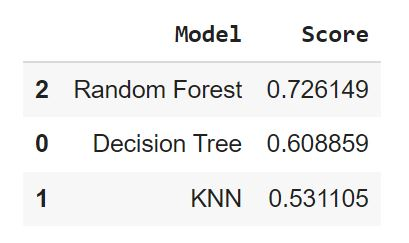 Model Score
2 Random Forest 0.726149
0 Decision Tree 0.608859
1 KNN 0.531105